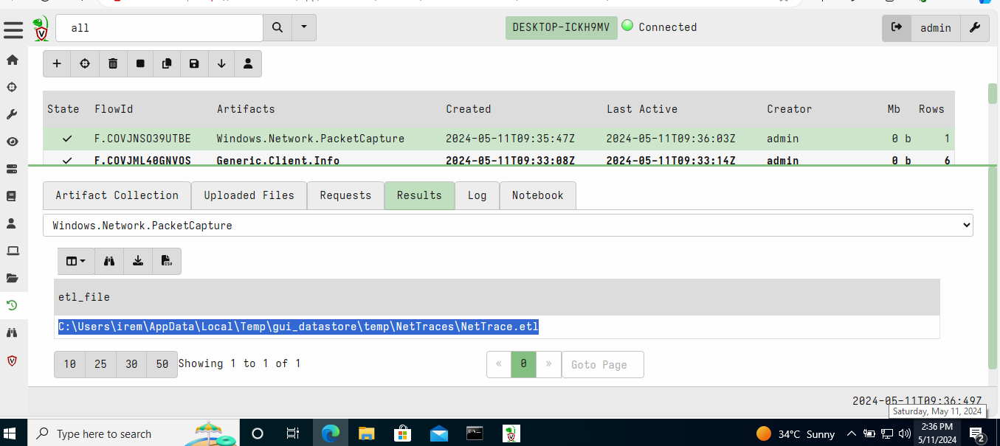 all
DESKTOP-ICKH9MV
Connected
admin
State FlowId Artifacts Created Last Active Creator Mb Rows
F.COVJNSO39UTBE Windows.Network.PacketCapture 2024-05-11T09:35:47Z 2024-05-11T09:36:03Z admin 0 b 1
F.COVJML40GNVOS Generic.Client.Info 2024-05-11T09:33:08Z 2024-05-11T09:33:14Z admin 0 b 6
Artifact Collection Uploaded Files Requests Results Log Notebook
Windows.Network.PacketCapture
CSV
etl_file
C:\Users\irem\AppData\Local\Temp\gui_datastore\temp\NetTraces\NetTrace.etl
10 25 30 50 Showing 1 to 1 of 1 « 0 » Goto Page
2024-05-11T09:36:49Z
Saturday, May 11, 2024
Type here to search
34°C Sunny
2:36 PM
5/11/2024
2